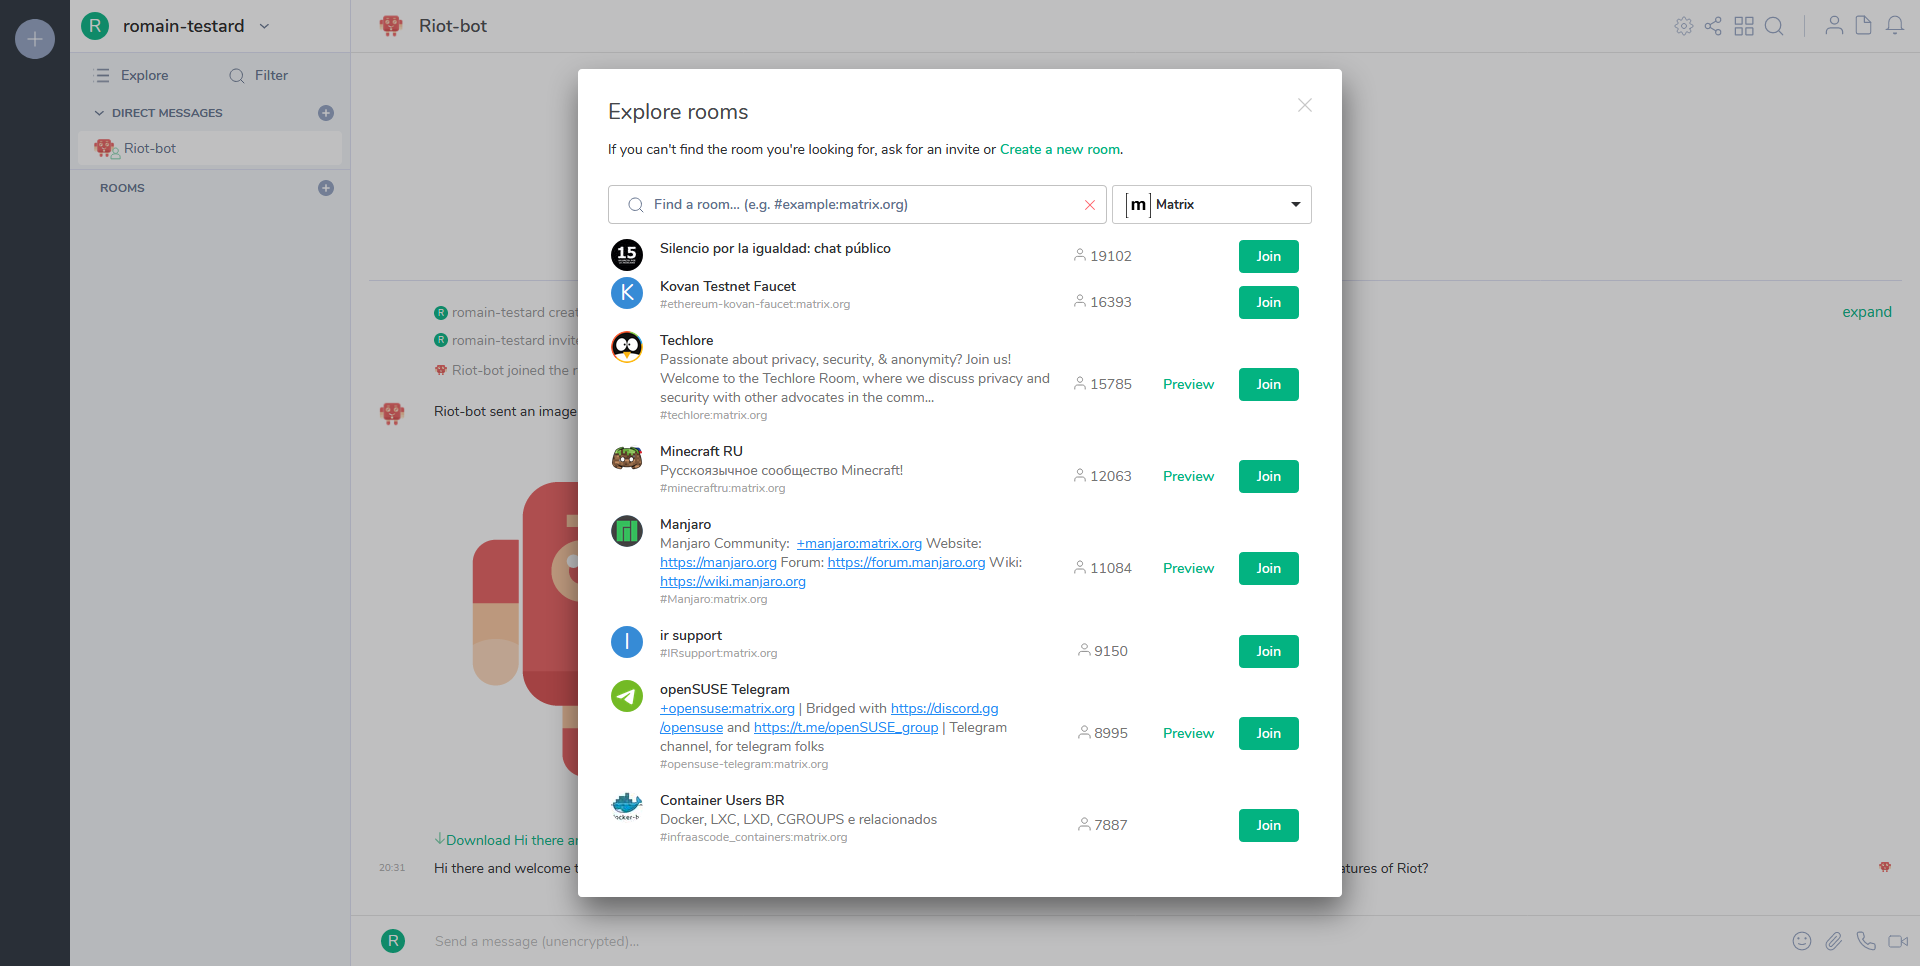 R romain-testard
Riot-bot
Explore
Filter
DIRECT MESSAGES
Riot-bot
ROOMS
Explore rooms
If you can't find the room you're looking for, ask for an invite or Create a new room.
Find a room... (e.g. #example:matrix.org)
[m] Matrix
15
Silencio por la igualdad: chat público
19102
Join
K
Kovan Testnet Faucet
#ethereum-kovan-faucet:matrix.org
16393
Join
Techlore
Passionate about privacy, security, & anonymity? Join us!
Welcome to the Techlore Room, where we discuss privacy and
security with other advocates in the comm...
#techlore:matrix.org
15785
Preview
Join
Minecraft RU
Русскоязычное сообщество Minecraft!
#minecraftru:matrix.org
12063
Preview
Join
Manjaro
Manjaro Community: +manjaro:matrix.org Website:
https://manjaro.org Forum: https://forum.manjaro.org Wiki:
https://wiki.manjaro.org
#Manjaro:matrix.org
11084
Preview
Join
I
ir support
#IRsupport:matrix.org
9150
Join
openSUSE Telegram
+opensuse:matrix.org | Bridged with https://discord.gg
/opensuse and https://t.me/openSUSE_group | Telegram
channel, for telegram folks
#opensuse-telegram:matrix.org
8995
Preview
Join
Container Users BR
Docker, LXC, LXD, CGROUPS e relacionados
#infraascode_containers:matrix.org
7887
Join
R romain-testard creat
expand
R romain-testard invite
Riot-bot joined the r
Riot-bot sent an image
Download Hi there ar
20:31
Hi there and welcome t
atures of Riot?
R
Send a message (unencrypted)...